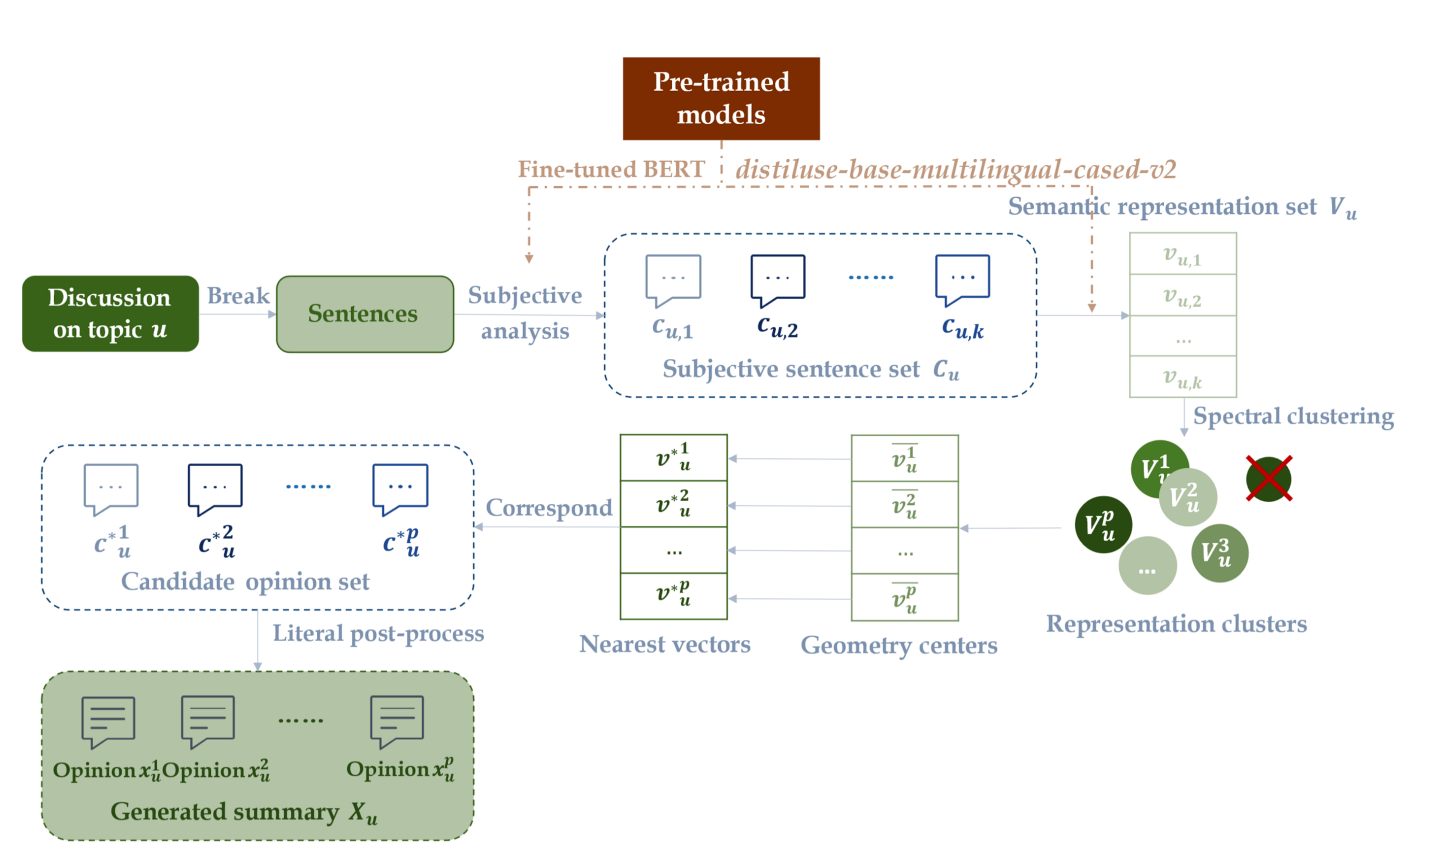 Pre-trained
models
Fine-tuned BERT
distiluse-base-multilingual-cased-v2
Discussion
on topic u
Break
Sentences
Subjective
analysis
...
...
......
...
c_{u,1}
c_{u,2}
c_{u,k}
Subjective sentence set C_u
Semantic representation set V_u
v_{u,1}
v_{u,2}
...
v_{u,k}
Spectral clustering
V_u^1
V_u^2
V_u^p
V_u^3
...
Representation clusters
\overline{v_u^1}
\overline{v_u^2}
...
\overline{v_u^p}
Geometry centers
v*_u^1
v*_u^2
...
v*_u^p
Nearest vectors
Correspond
...
...
......
...
c*_u^1
c*_u^2
c*_u^p
Candidate opinion set
Literal post-process
......
Opinion x_u^1
Opinion x_u^2
Opinion x_u^p
Generated summary X_u